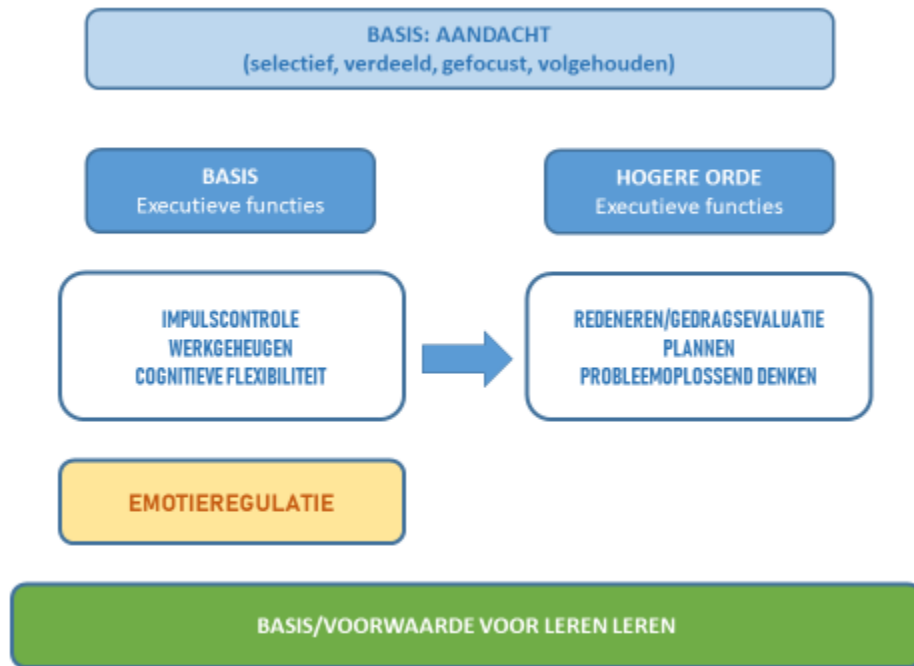 BASIS: AANDACHT
(selectief, verdeeld, gefocust, volgehouden)
BASIS
Executieve functies
HOGERE ORDE
Executieve functies
IMPULSCONTROLE
WERKGEHEUGEN
COGNITIEVE FLEXIBILITEIT
REDENEREN/GEDRAGSEVALUATIE
PLANNEN
PROBLEEMOPLOSSEND DENKEN
EMOTIEREGULATIE
BASIS/VOORWAARDE VOOR LEREN LEREN